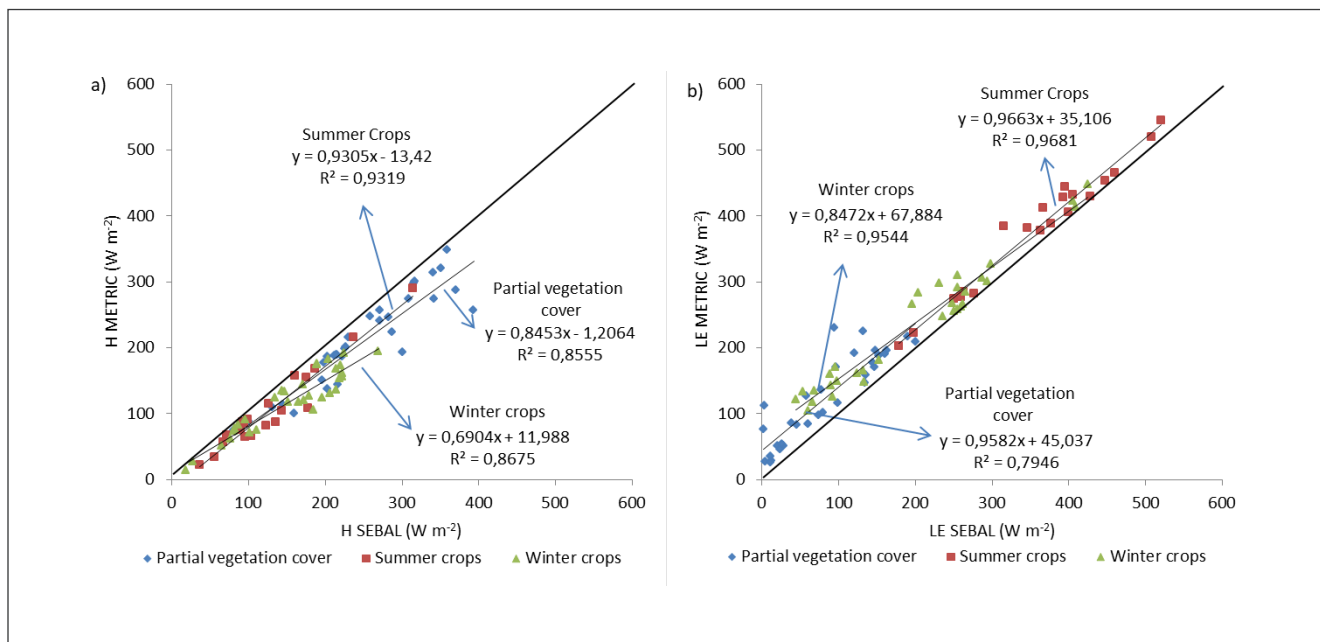 a)
600
500
400
300
200
100
0
H METRIC (W m-2)
Summer Crops
y = 0,9305x - 13,42
R² = 0,9319
Partial vegetation
cover
y = 0,8453x - 1,2064
R² = 0,8555
Winter crops
y = 0,6904x + 11,988
R² = 0,8675
0 100 200 300 400 500 600
H SEBAL (W m-2)
Partial vegetation cover Summer crops Winter crops
b)
600
500
400
300
200
100
0
LE METRIC (W m-2)
Summer Crops
y = 0,9663x + 35,106
R² = 0,9681
Winter crops
y = 0,8472x + 67,884
R² = 0,9544
Partial vegetation
cover
y = 0,9582x + 45,037
R² = 0,7946
0 100 200 300 400 500 600
LE SEBAL (W m-2)
Partial vegetation cover Summer crops Winter crops